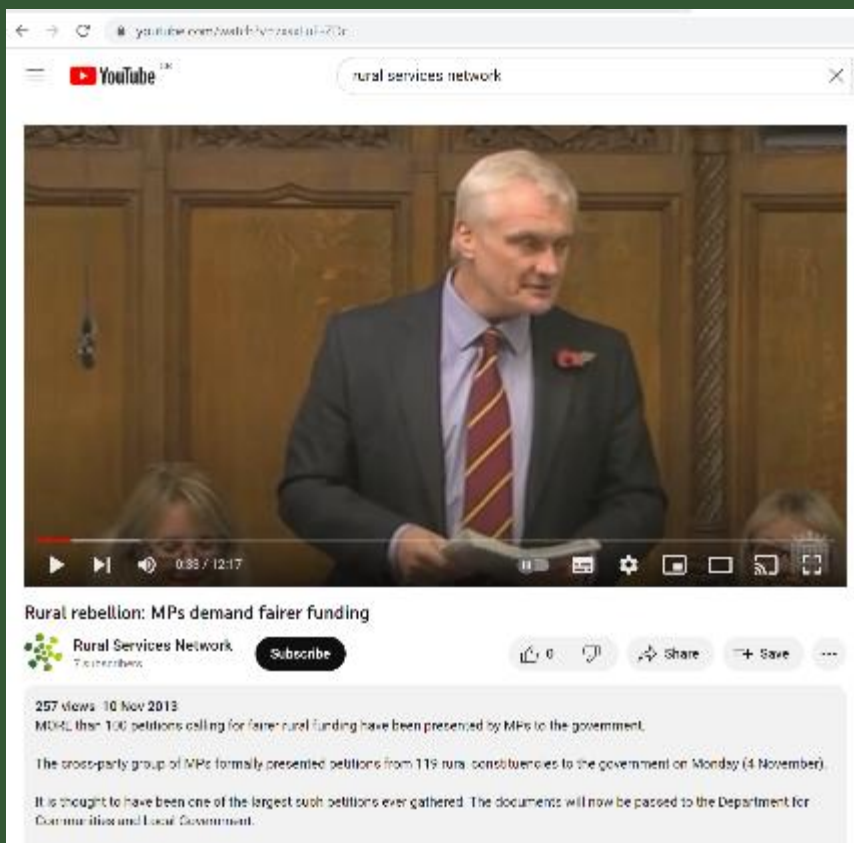 YouTube
rural services network
0:33 / 12:17
Rural rebellion: MPs demand fairer funding
Rural Services Network
7 subscribers
Subscribe
0
Share
Save
257 views 10 Nov 2013
MORE than 100 petitions calling for fairer rural funding have been presented by MPs to the government.
The cross-party group of MPs formally presented petitions from 119 rural constituencies to the government on Monday (4 November).
It is thought to have been one of the largest such petitions ever gathered. The documents will now be passed to the Department for
Communities and Local Government.